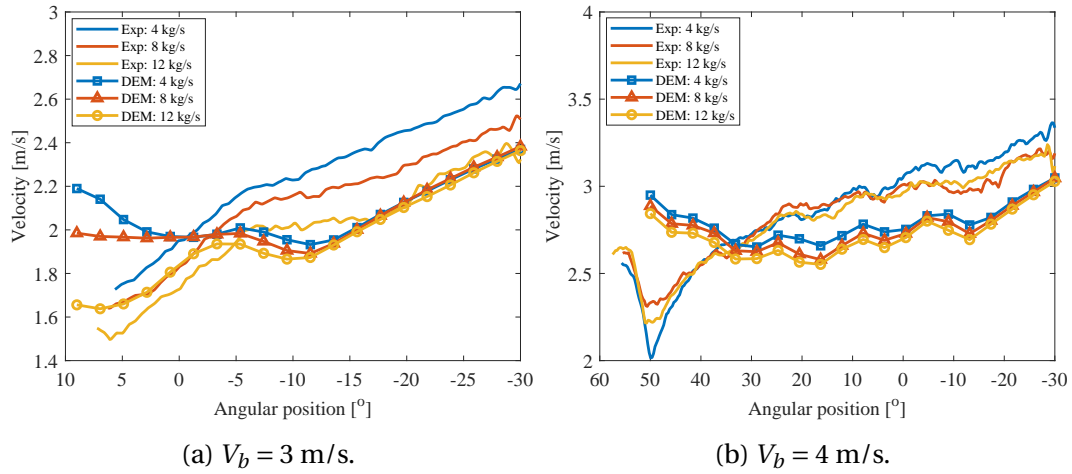 3
2.8
2.6
2.4
2.2
2
1.8
1.6
1.4
Velocity [m/s]
Exp: 4 kg/s
Exp: 8 kg/s
Exp: 12 kg/s
DEM: 4 kg/s
DEM: 8 kg/s
DEM: 12 kg/s
10 5 0 -5 -10 -15 -20 -25 -30
Angular position [o]
(a) V_b = 3 m/s.
4
3.5
3
2.5
2
Velocity [m/s]
Exp: 4 kg/s
Exp: 8 kg/s
Exp: 12 kg/s
DEM: 4 kg/s
DEM: 8 kg/s
DEM: 12 kg/s
60 50 40 30 20 10 0 -10 -20 -30
Angular position [o]
(b) V_b = 4 m/s.